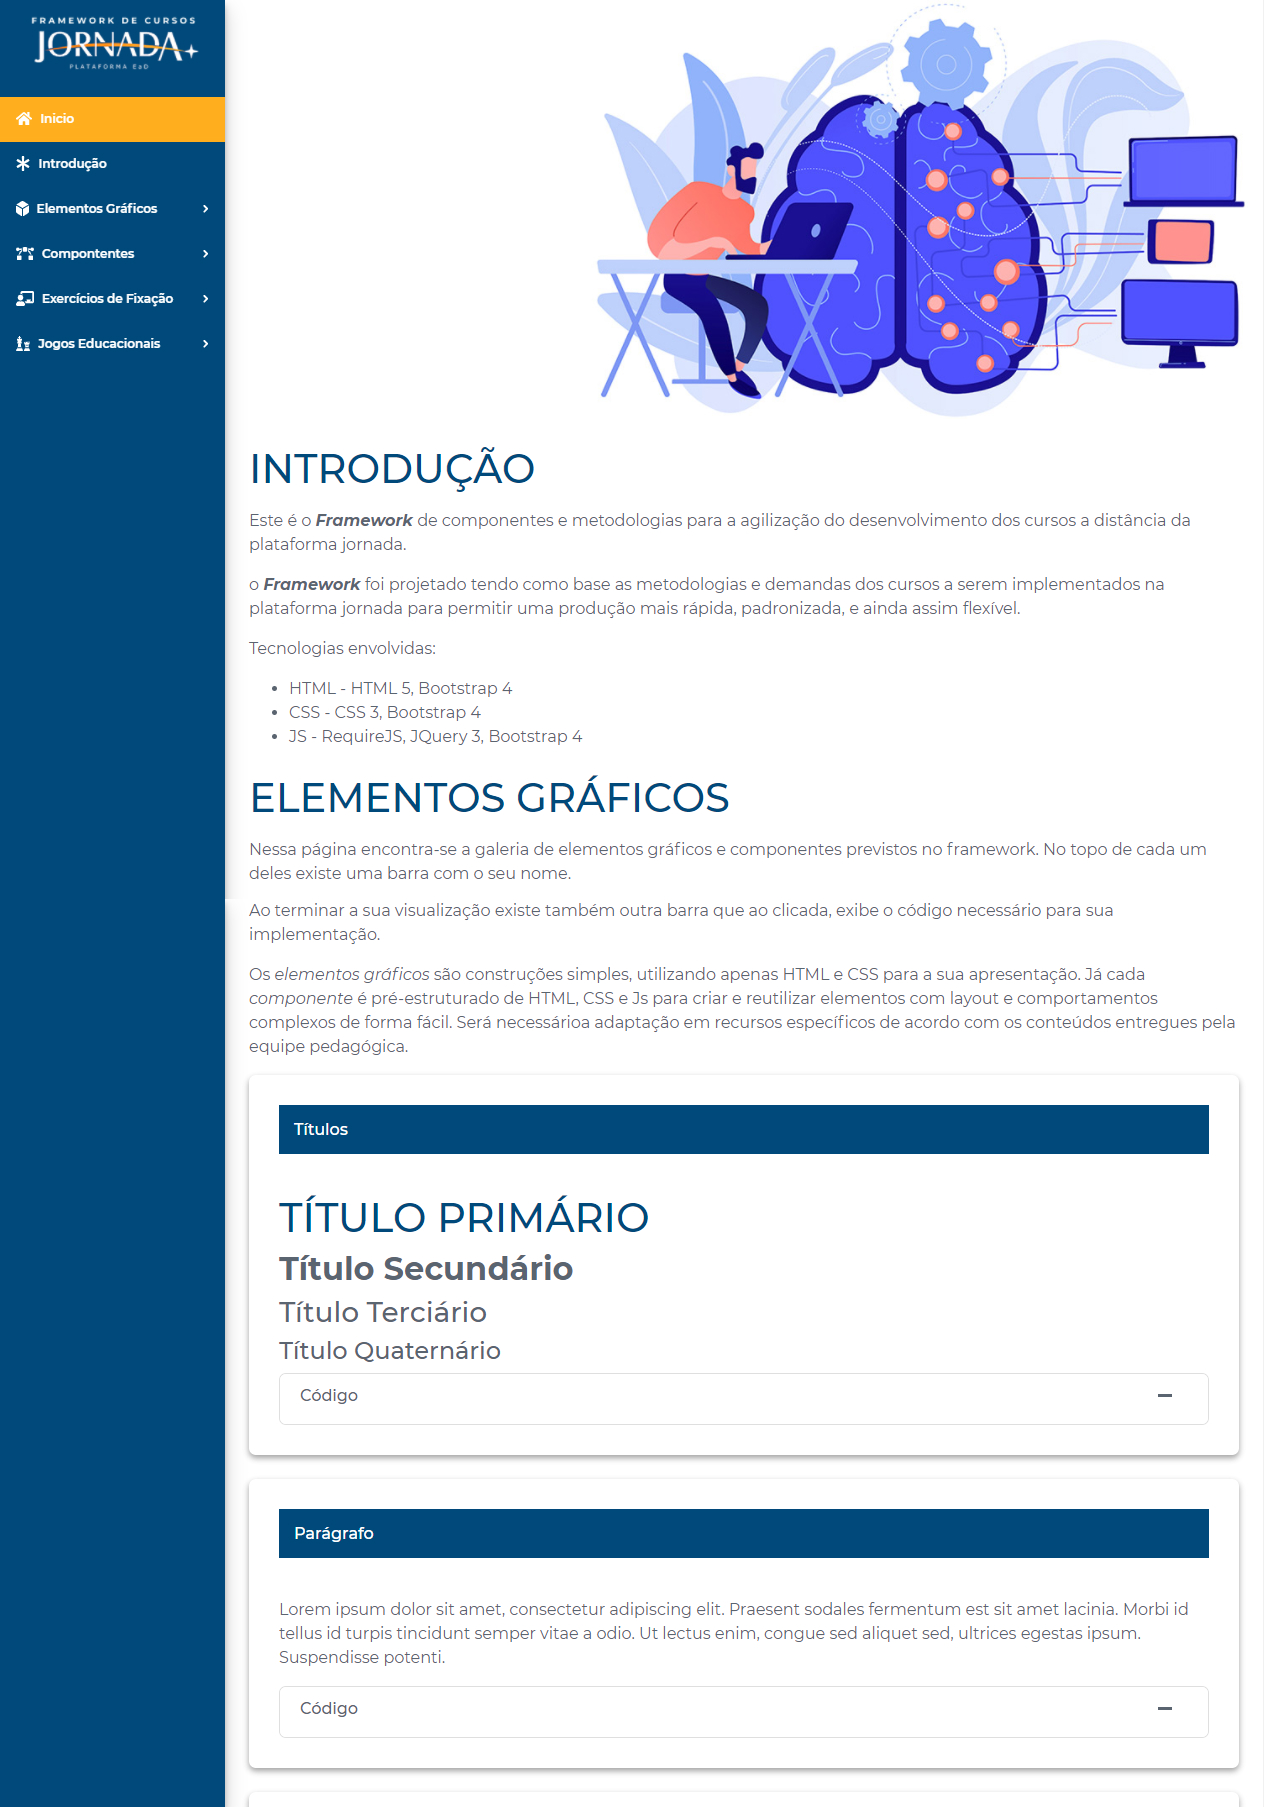 FRAMEWORK DE CURSOS
JORNADA
PLATAFORMA EaD
Inicio
Introdução
Elementos Gráficos
Compontentes
Exercícios de Fixação
Jogos Educacionais
INTRODUÇÃO
Este é o Framework de componentes e metodologias para a agilização do desenvolvimento dos cursos a distância da
plataforma jornada.
o Framework foi projetado tendo como base as metodologias e demandas dos cursos a serem implementados na
plataforma jornada para permitir uma produção mais rápida, padronizada, e ainda assim flexível.
Tecnologias envolvidas:
• HTML - HTML 5, Bootstrap 4
• CSS - CSS 3, Bootstrap 4
• JS - RequireJS, JQuery 3, Bootstrap 4
ELEMENTOS GRÁFICOS
Nessa página encontra-se a galeria de elementos gráficos e componentes previstos no framework. No topo de cada um
deles existe uma barra com o seu nome.
Ao terminar a sua visualização existe também outra barra que ao clicada, exibe o código necessário para sua
implementação.
Os elementos gráficos são construções simples, utilizando apenas HTML e CSS para a sua apresentação. Já cada
componente é pré-estruturado de HTML, CSS e Js para criar e reutilizar elementos com layout e comportamentos
complexos de forma fácil. Será necessárioa adaptação em recursos específicos de acordo com os conteúdos entregues pela
equipe pedagógica.
Títulos
TÍTULO PRIMÁRIO
Título Secundário
Título Terciário
Título Quaternário
Código
Parágrafo
Lorem ipsum dolor sit amet, consectetur adipiscing elit. Praesent sodales fermentum est sit amet lacinia. Morbi id
tellus id turpis tincidunt semper vitae a odio. Ut lectus enim, congue sed aliquet sed, ultrices egestas ipsum.
Suspendisse potenti.
Código